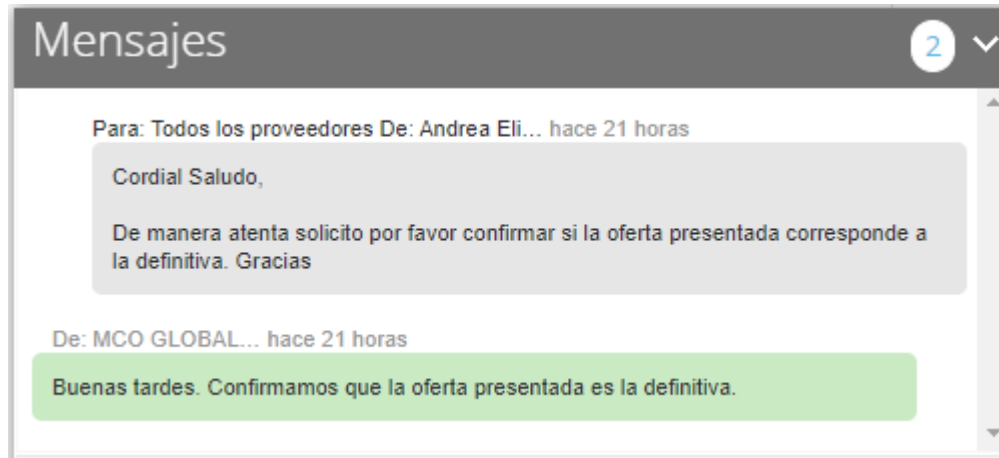 Mensajes
2
Para: Todos los proveedores De: Andrea Eli... hace 21 horas
Cordial Saludo,
De manera atenta solicito por favor confirmar si la oferta presentada corresponde a
la definitiva. Gracias
De: MCO GLOBAL... hace 21 horas
Buenas tardes. Confirmamos que la oferta presentada es la definitiva.